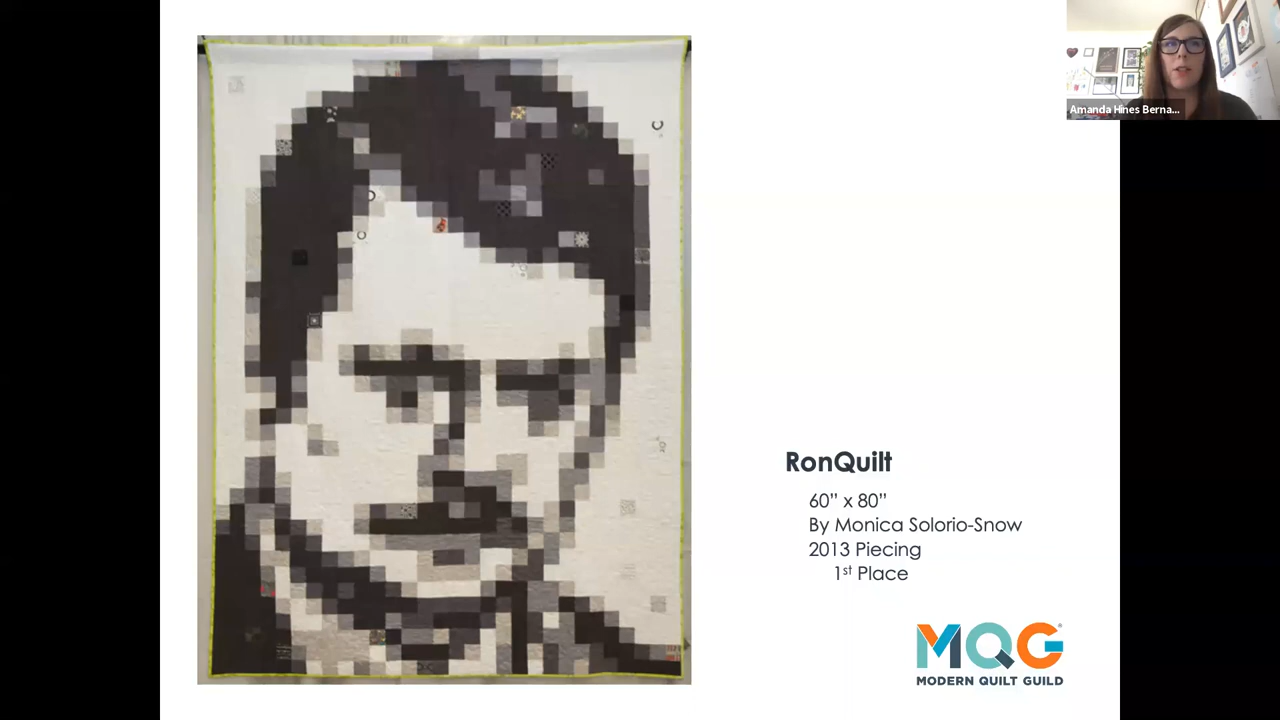 Amanda Hines Berna...
RonQuilt
60” x 80”
By Monica Solorio-Snow
2013 Piecing
1st Place
MQG
MODERN QUILT GUILD